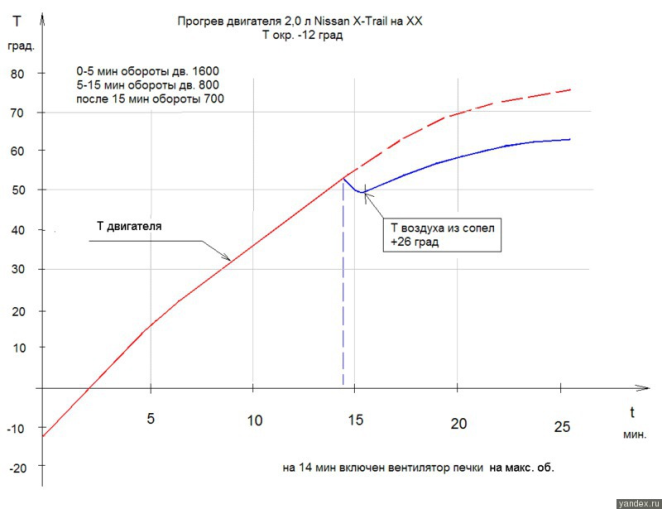 Прогрев двигателя 2,0 л Nissan X-Trail на ХХ
Т окр. -12 град
T
град.
0-5 мин обороты дв. 1600
5-15 мин обороты дв. 800
после 15 мин обороты 700
80
70
60
50
40
30
20
10
-10
-20
Т двигателя
Т воздуха из сопел
+26 град
5
10
15
20
25
t
мин.
на 14 мин включен вентилятор печки на макс. об.
yandex.ru